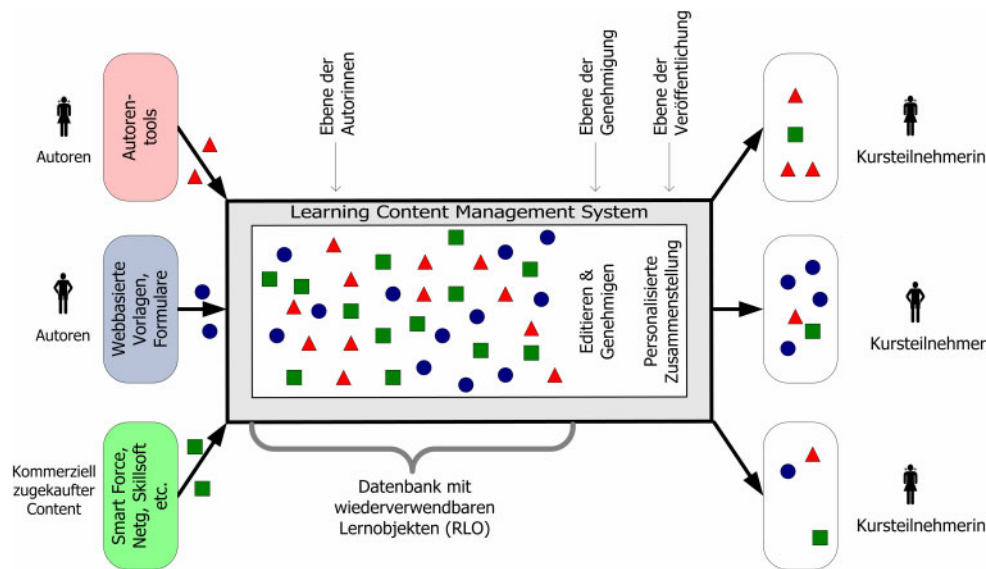 Autoren
Autoren-
tools
Ebene der
Autorinnen
Ebene der
Genehmigung
Ebene der
Veröffentlichung
Kursteilnehmerin
Learning Content Management System
Autoren
Webbasierte
Vorlagen,
Formulare
Editieren &
Genehmigen
Personalisierte
Zusammenstellung
Kursteilnehmer
Kommerziell
zugekaufter
Content
Smart Force,
Netg, Skillsoft
etc.
Datenbank mit
wiederverwendbaren
Lernobjekten (RLO)
Kursteilnehmerin